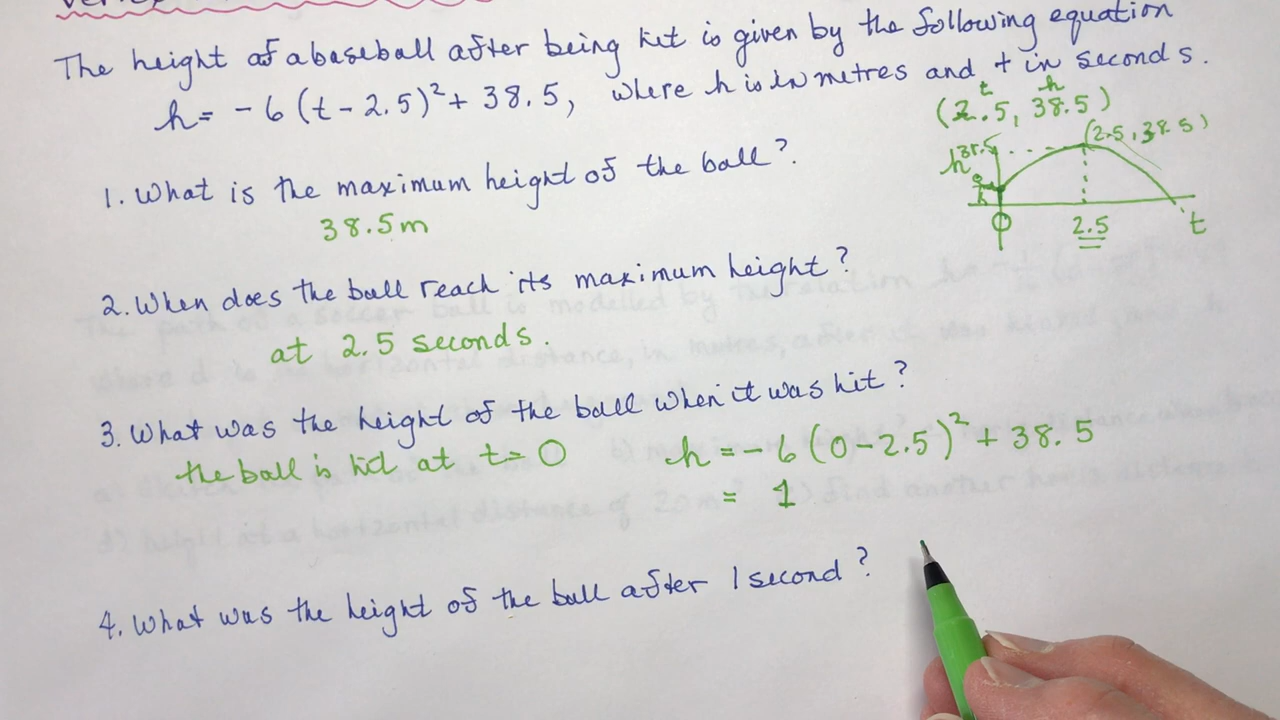 The height of a baseball after being hit is given by the following equation
h = -6(t - 2.5)² + 38.5, where h is in metres and t in seconds.
t h
(2.5, 38.5)
(2.5, 38.5)
38.5
h
t
0
2.5
1. What is the maximum height of the ball?
38.5m
2. When does the ball reach its maximum height?
at 2.5 seconds.
3. What was the height of the ball when it was hit?
the ball is hit at t = 0
h = -6(0-2.5)² + 38.5
= 1
4. What was the height of the ball after 1 second?